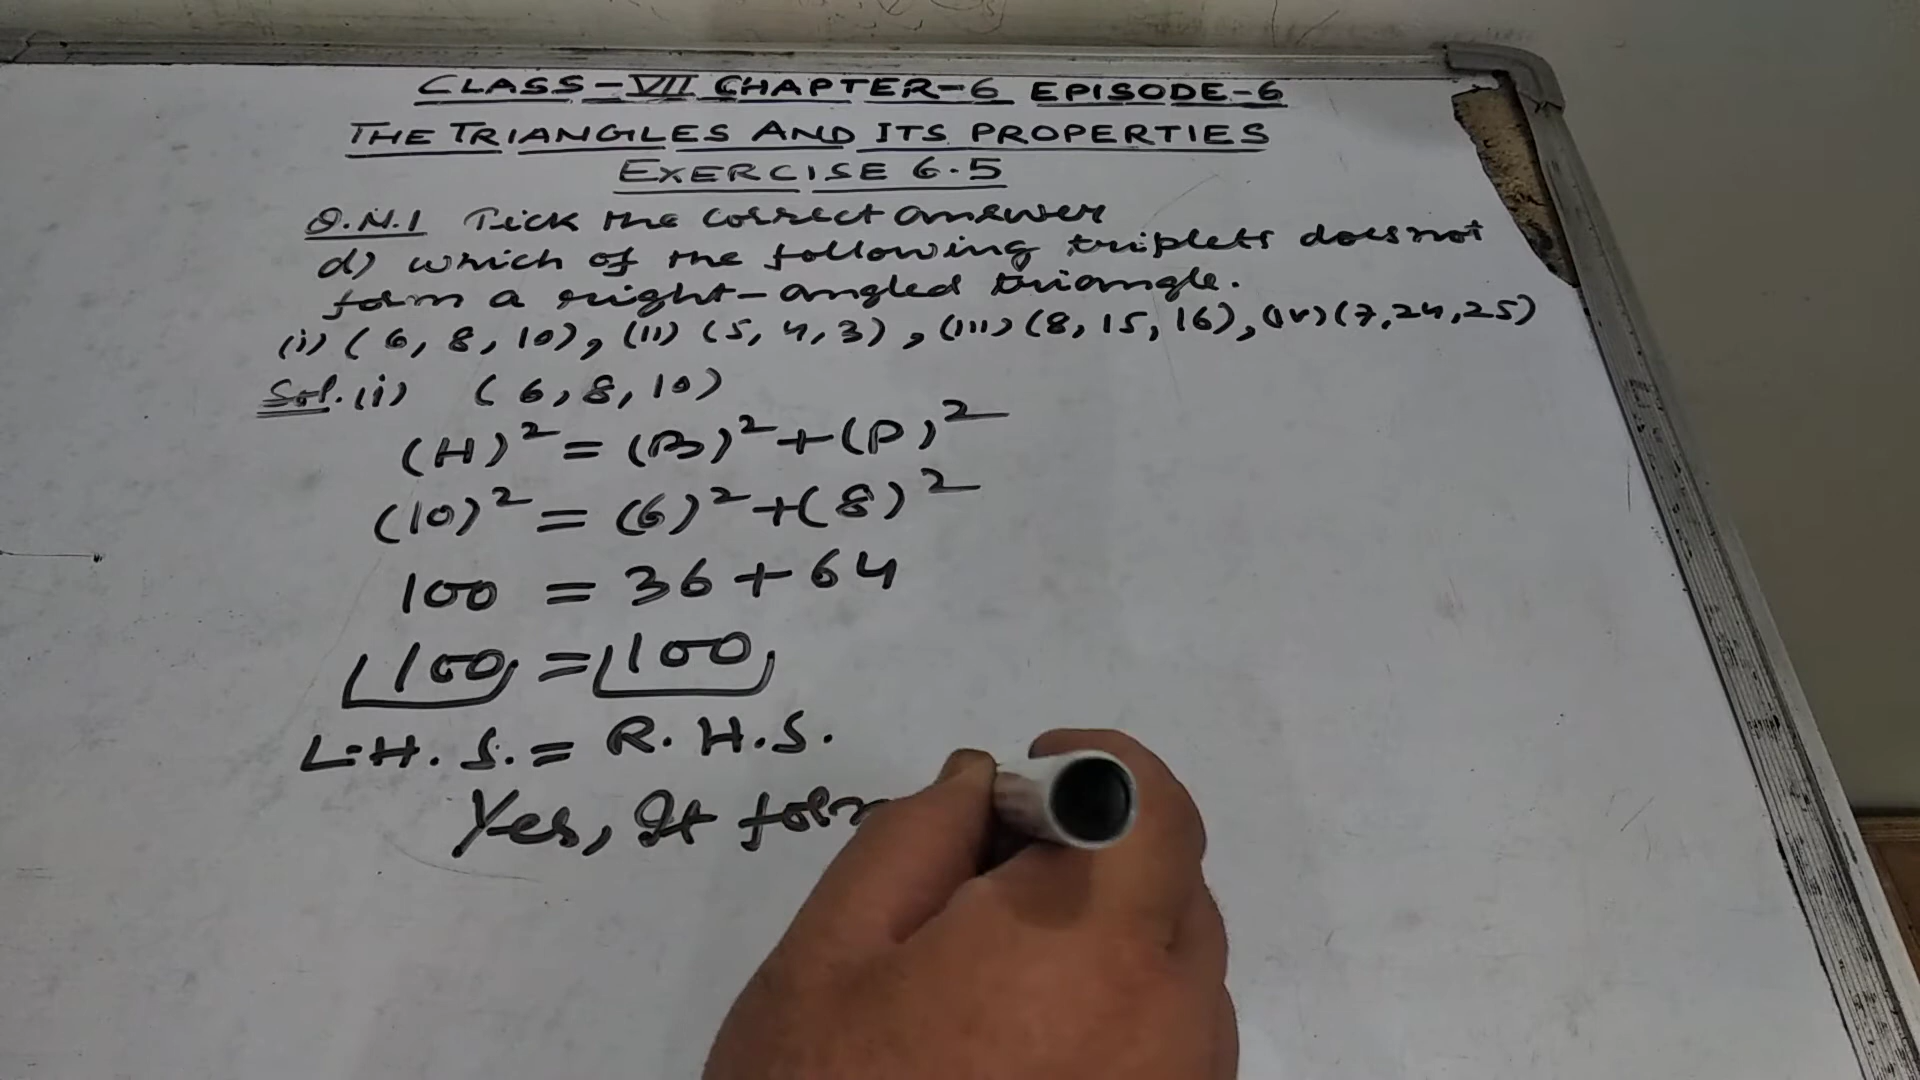 CLASS-VII CHAPTER-6 EPISODE-6
THE TRIANGLES AND ITS PROPERTIES
EXERCISE 6.5
Q.N.1 Tick the correct answer
d) which of the following triplets does not
form a right-angled triangle.
(i) (6, 8, 10), (ii) (5, 4, 3), (iii) (8, 15, 16), (iv) (7, 24, 25)
Sol. (i) (6, 8, 10)
(H)² = (B)² + (P)²
(10)² = (6)² + (8)²
100 = 36 + 64
100 = 100
L.H.S. = R.H.S.
Yes, It form